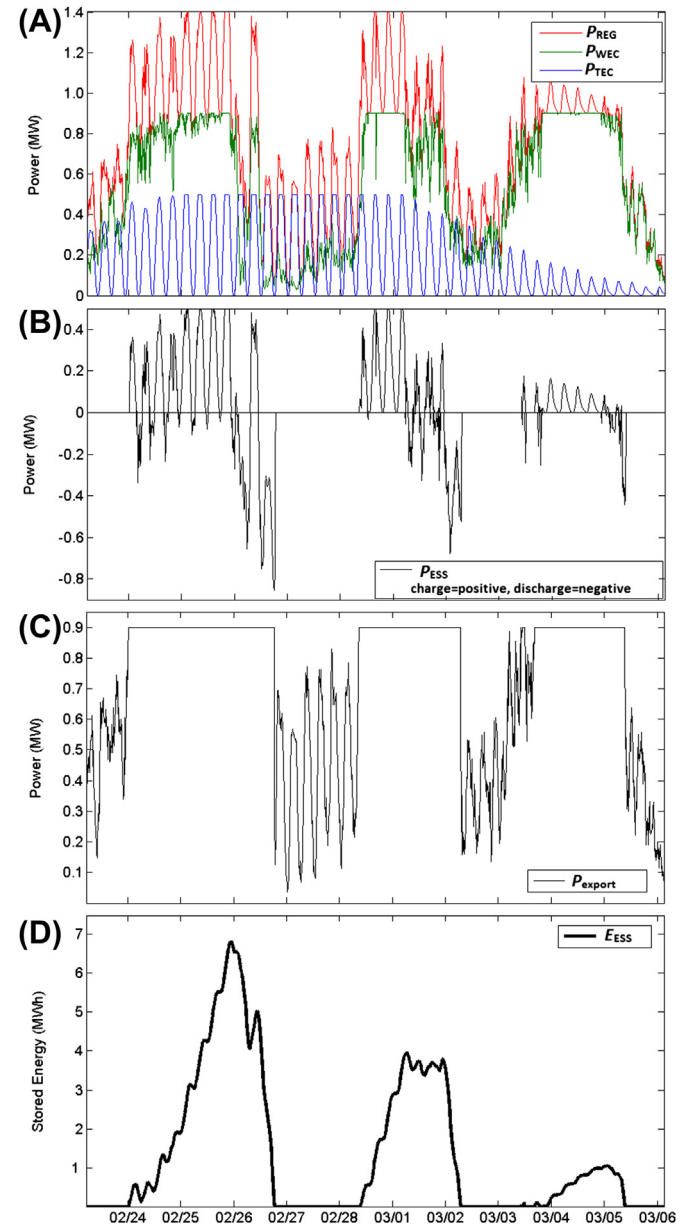 (A)
1.4
1.2
1.0
0.8
0.6
0.4
0.2
0
Power (MW)
P_REG
P_WEC
P_TEC
(B)
0.4
0.2
0
-0.2
-0.4
-0.6
-0.8
Power (MW)
P_ESS
charge=positive, discharge=negative
(C)
0.9
0.8
0.7
0.6
0.5
0.4
0.3
0.2
0.1
Power (MW)
P_export
(D)
7
6
5
4
3
2
1
Stored Energy (MWh)
E_ESS
02/24 02/25 02/26 02/27 02/28 03/01 03/02 03/03 03/04 03/05 03/06